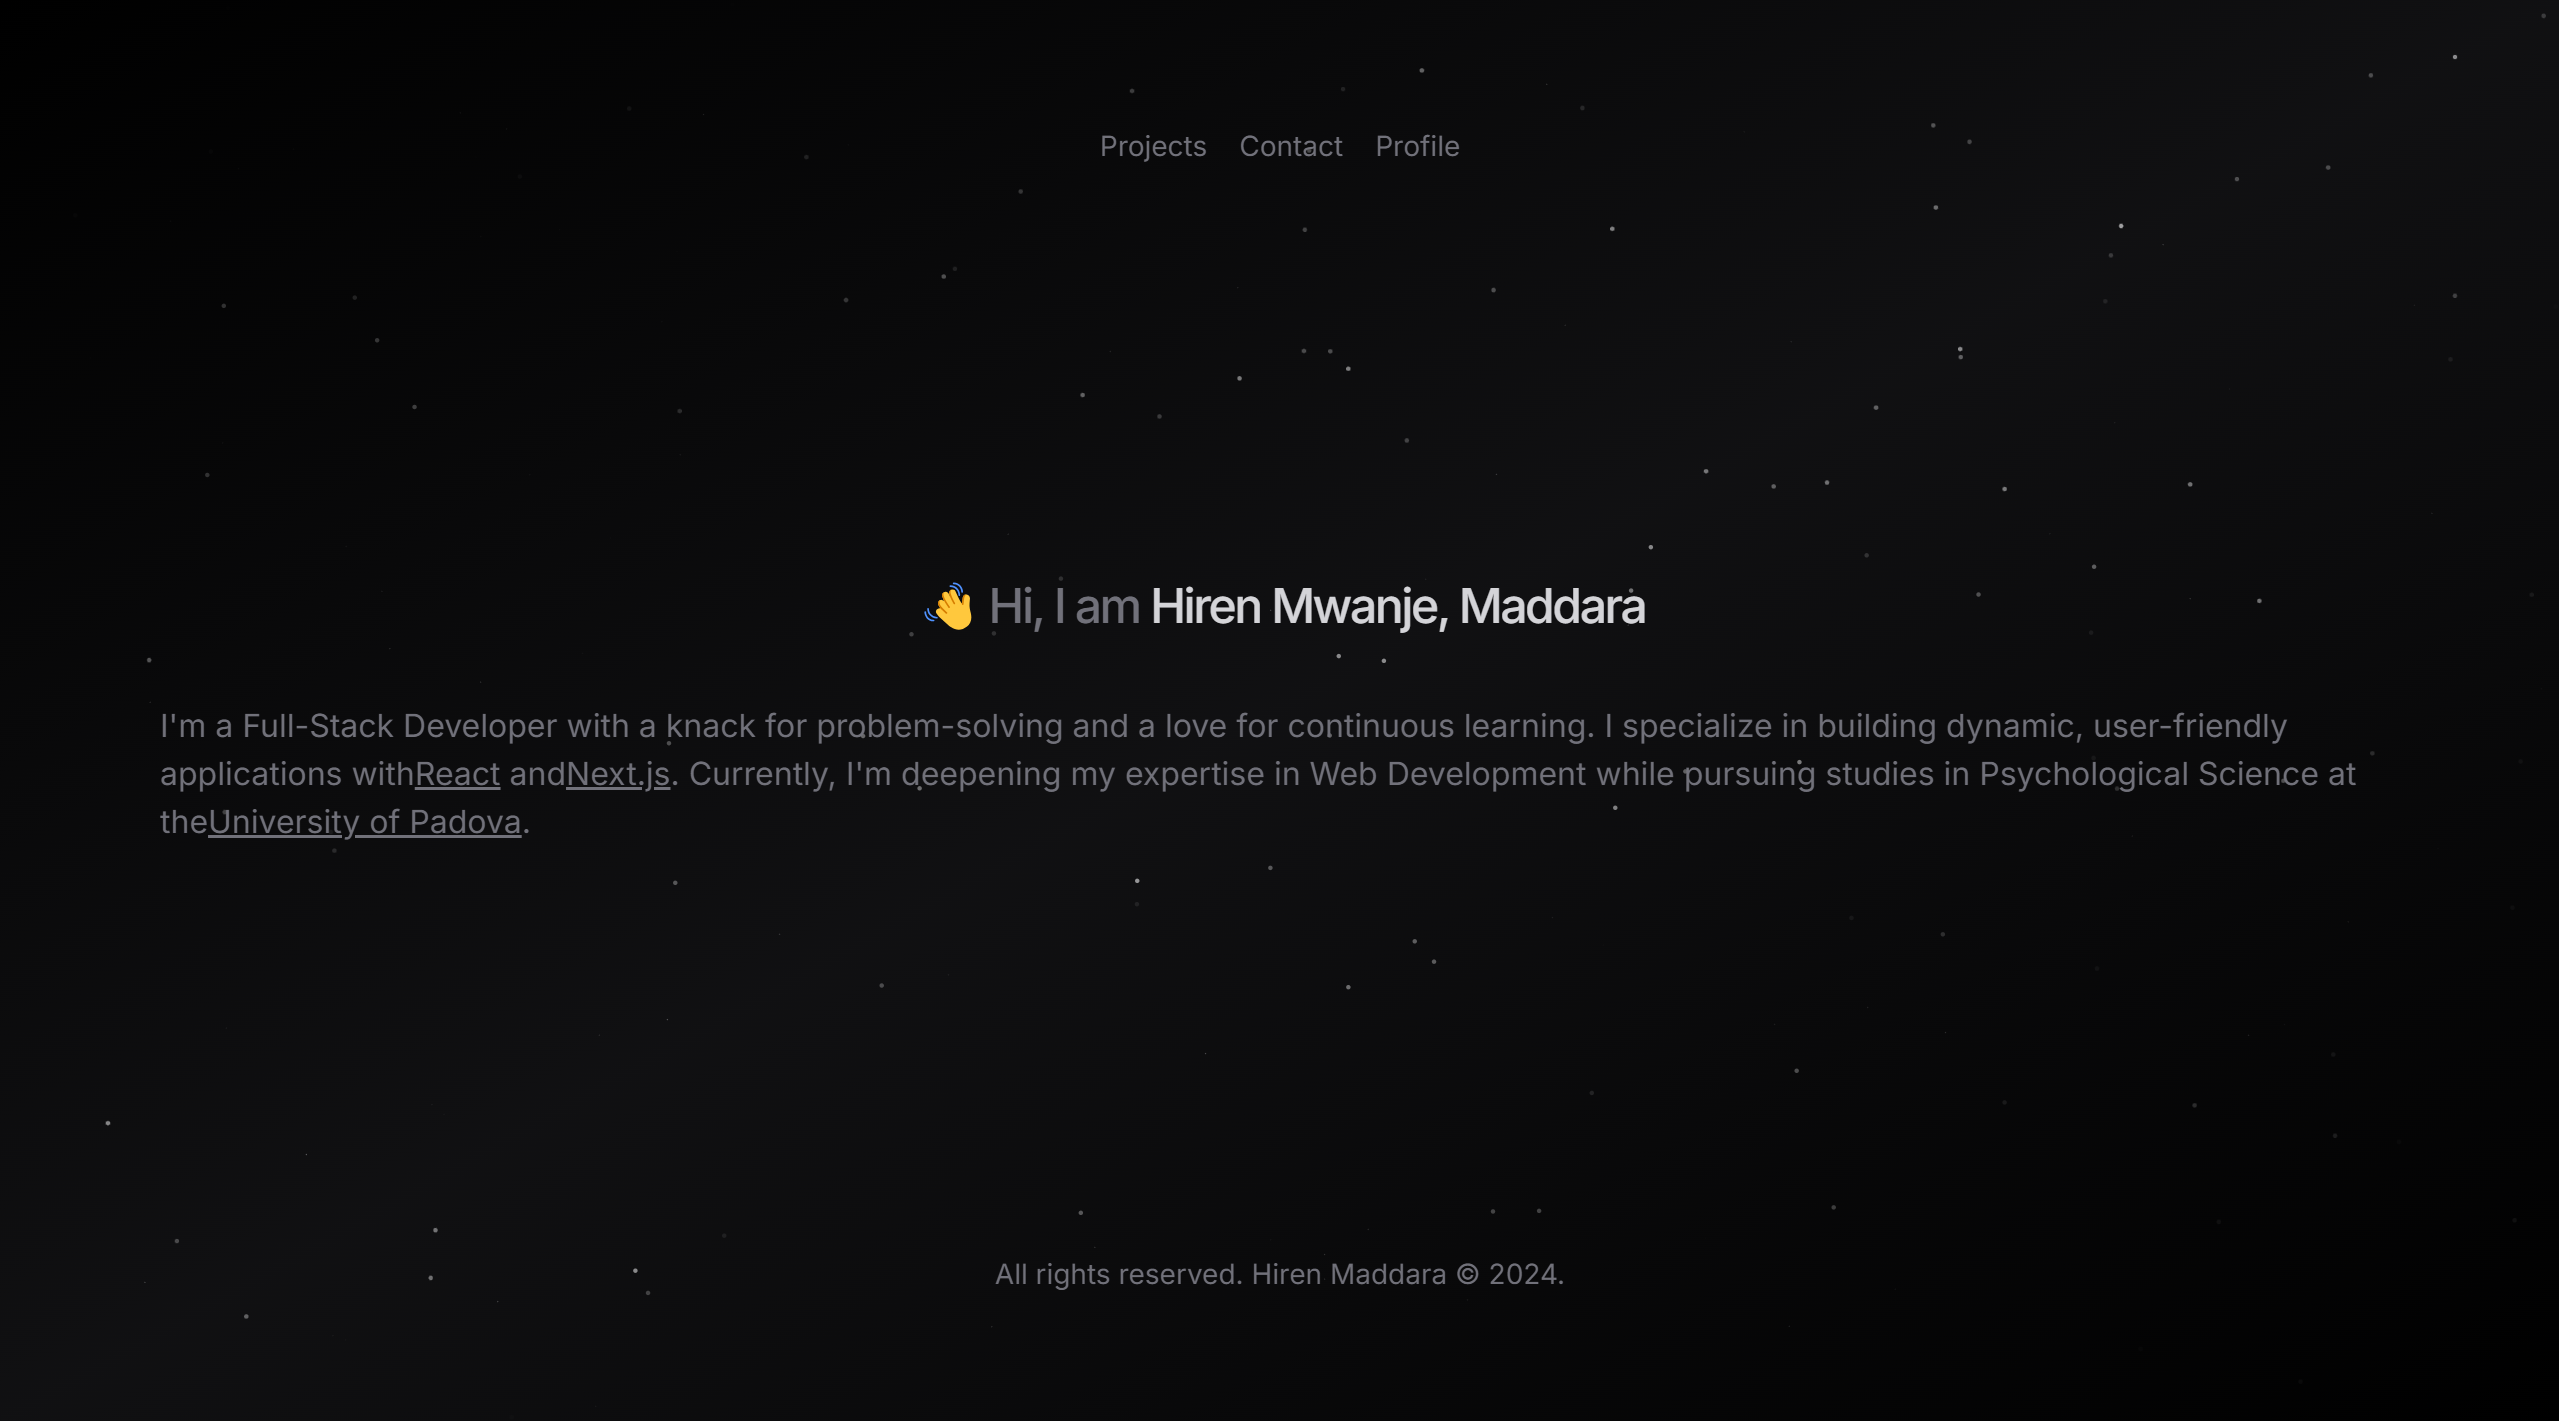 Projects Contact Profile
👋 Hi, I am Hiren Mwanje, Maddara
I'm a Full-Stack Developer with a knack for problem-solving and a love for continuous learning. I specialize in building dynamic, user-friendly
applications withReact andNext.js. Currently, I'm deepening my expertise in Web Development while pursuing studies in Psychological Science at
theUniversity of Padova.
All rights reserved. Hiren Maddara © 2024.